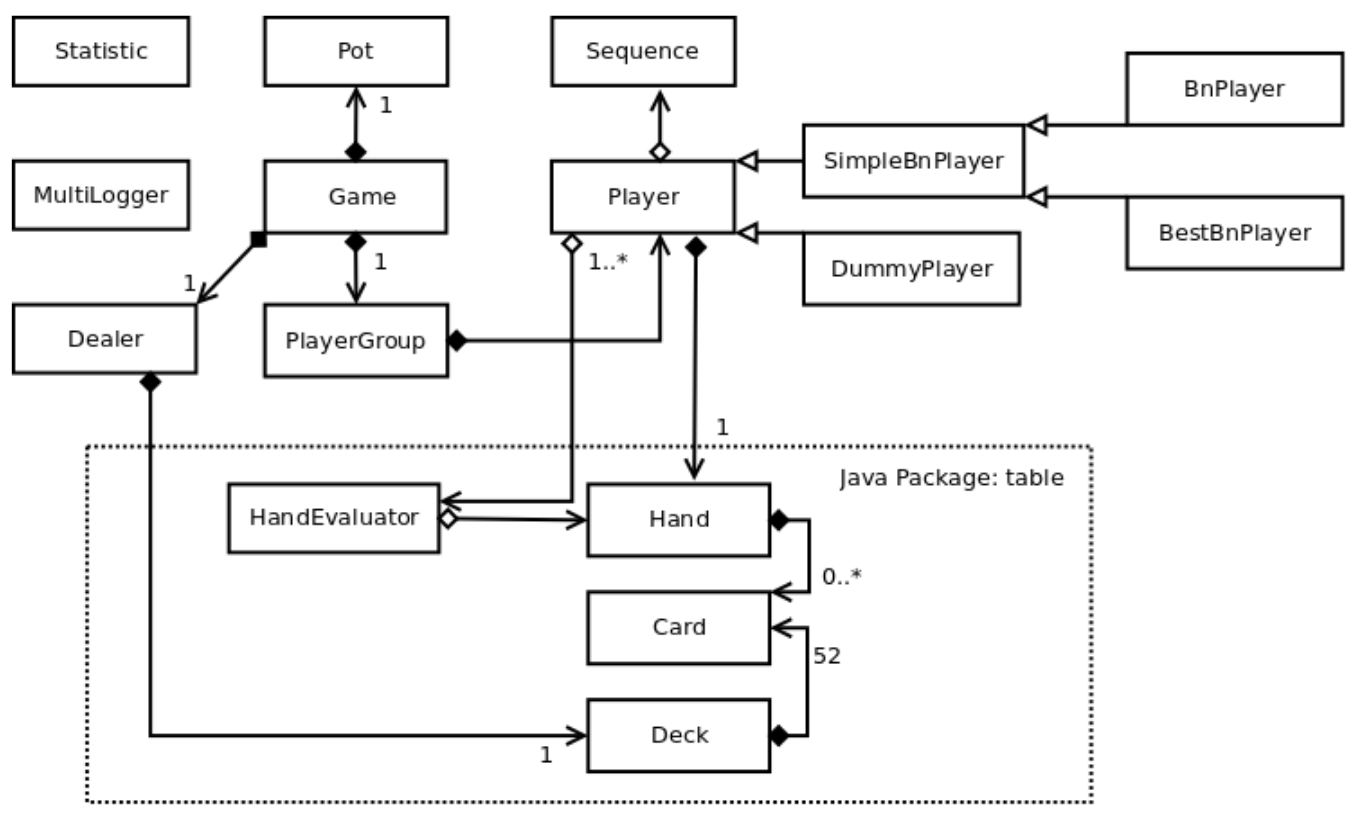 Statistic
Pot
Sequence
BnPlayer
1
SimpleBnPlayer
MultiLogger
Game
Player
BestBnPlayer
1
1..*
DummyPlayer
1
Dealer
PlayerGroup
1
Java Package: table
HandEvaluator
Hand
0..*
Card
52
Deck
1